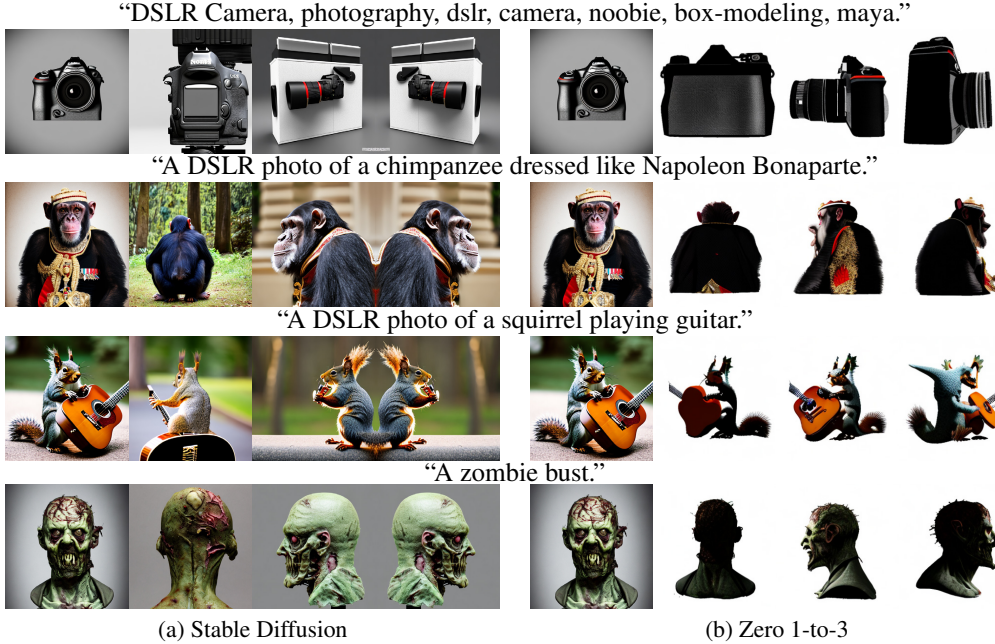 “DSLR Camera, photography, dslr, camera, noobie, box-modeling, maya.”
“A DSLR photo of a chimpanzee dressed like Napoleon Bonaparte.”
“A DSLR photo of a squirrel playing guitar.”
“A zombie bust.”
(a) Stable Diffusion
(b) Zero 1-to-3